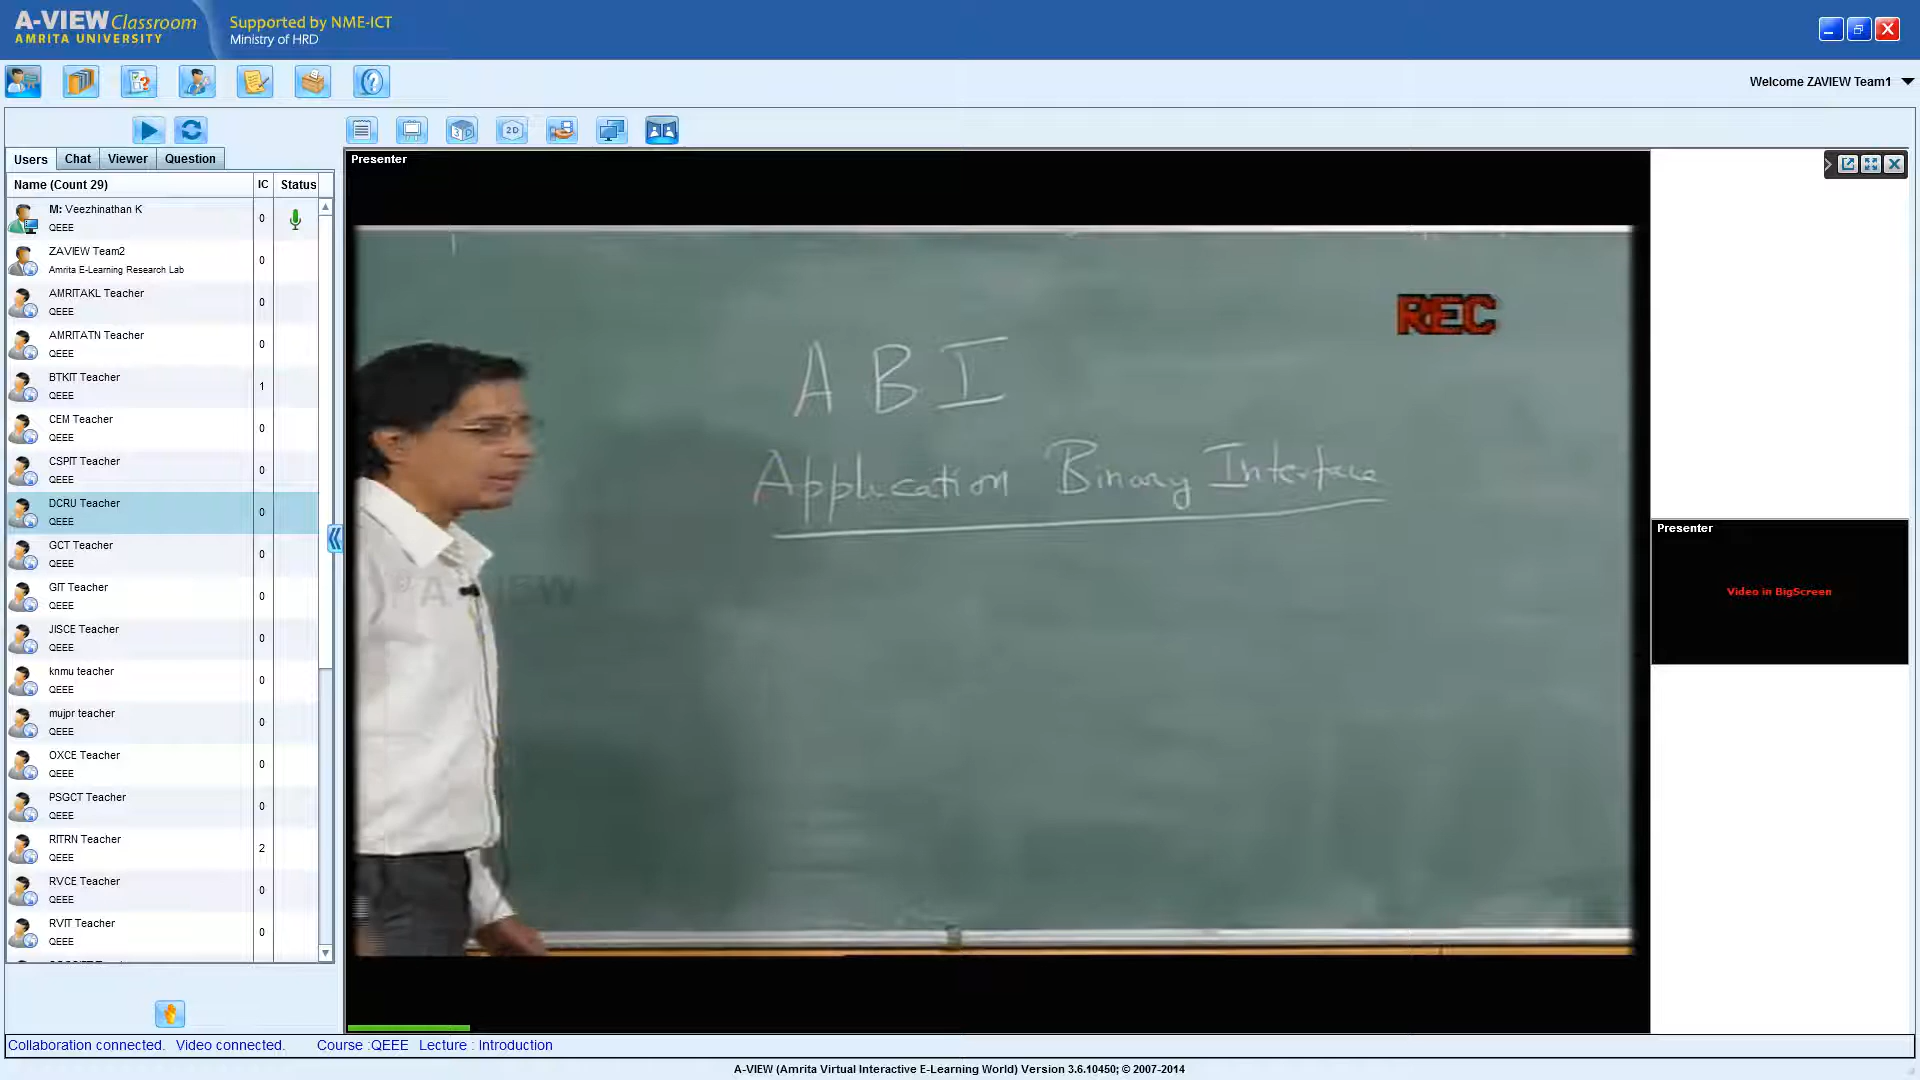 A-VIEW Classroom
AMRITA UNIVERSITY
Supported by NME-ICT
Ministry of HRD
Welcome ZAVIEW Team1
3D
2D
Users Chat Viewer Question
Name (Count 29) IC Status
M: Veezhinathan K
QEEE
0
ZAVIEW Team2
Amrita E-Learning Research Lab
0
AMRITAKL Teacher
QEEE
0
AMRITATN Teacher
QEEE
0
BTKIT Teacher
QEEE
1
CEM Teacher
QEEE
0
CSPIT Teacher
QEEE
0
DCRU Teacher
QEEE
0
GCT Teacher
QEEE
0
GIT Teacher
QEEE
0
JISCE Teacher
QEEE
0
knmu teacher
QEEE
0
mujpr teacher
QEEE
0
OXCE Teacher
QEEE
0
PSGCT Teacher
QEEE
0
RITRN Teacher
QEEE
2
RVCE Teacher
QEEE
0
RVIT Teacher
QEEE
0
Presenter
REC
A B I
Application Binary Interface
A-VIEW
Presenter
Video in BigScreen
Collaboration connected. Video connected. Course :QEEE Lecture : Introduction
A-VIEW (Amrita Virtual Interactive E-Learning World) Version 3.6.10450; © 2007-2014